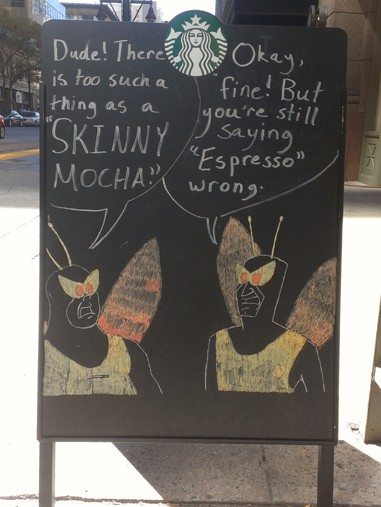 Dude! There
is too such a
thing as a
"SKINNY
MOCHA."
Okay,
fine! But
you're still
saying
"Espresso"
wrong.